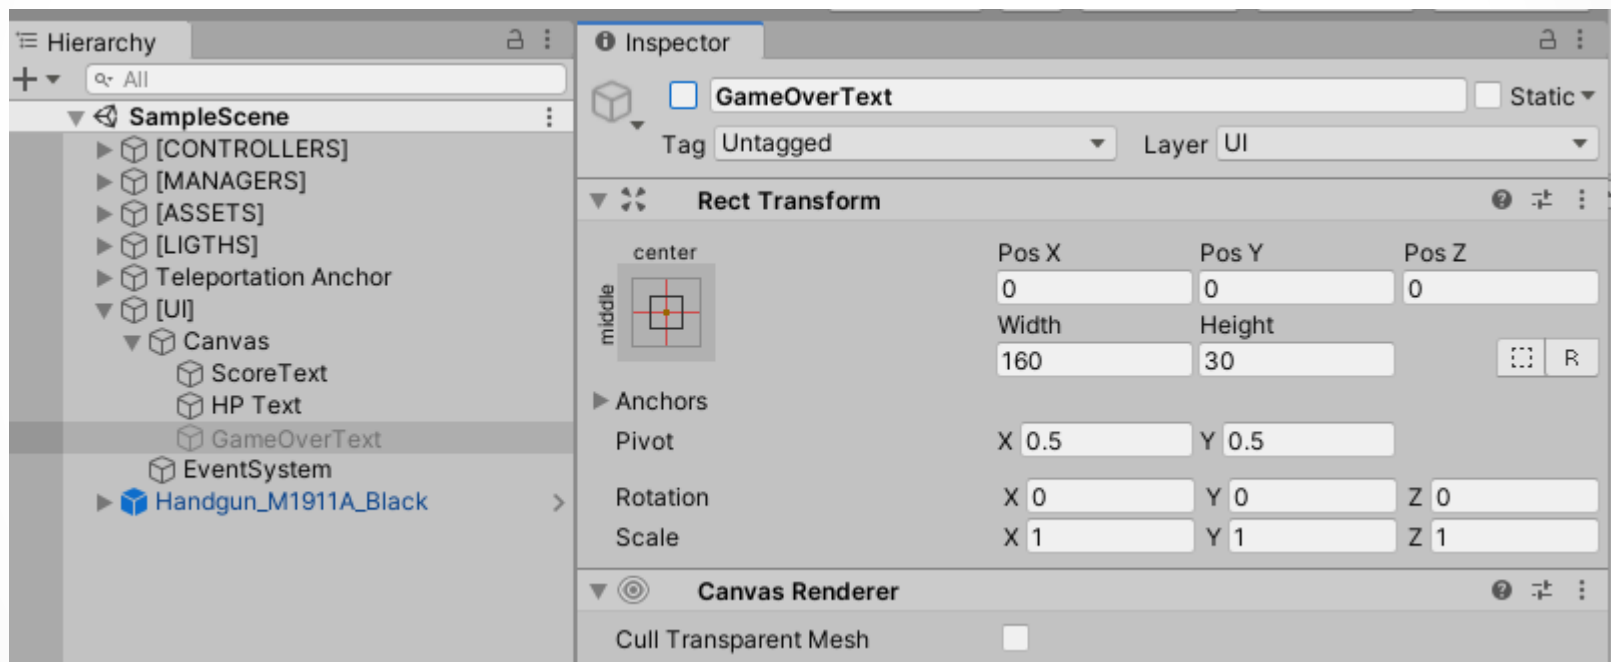 Hierarchy
All
SampleScene
[CONTROLLERS]
[MANAGERS]
[ASSETS]
[LIGTHS]
Teleportation Anchor
[UI]
Canvas
ScoreText
HP Text
GameOverText
EventSystem
Handgun_M1911A_Black
Inspector
GameOverText
Static
Tag Untagged Layer UI
Rect Transform
center
middle
Pos X Pos Y Pos Z
0 0 0
Width Height
160 30
R
Anchors
Pivot X 0.5 Y 0.5
Rotation X 0 Y 0 Z 0
Scale X 1 Y 1 Z 1
Canvas Renderer
Cull Transparent Mesh